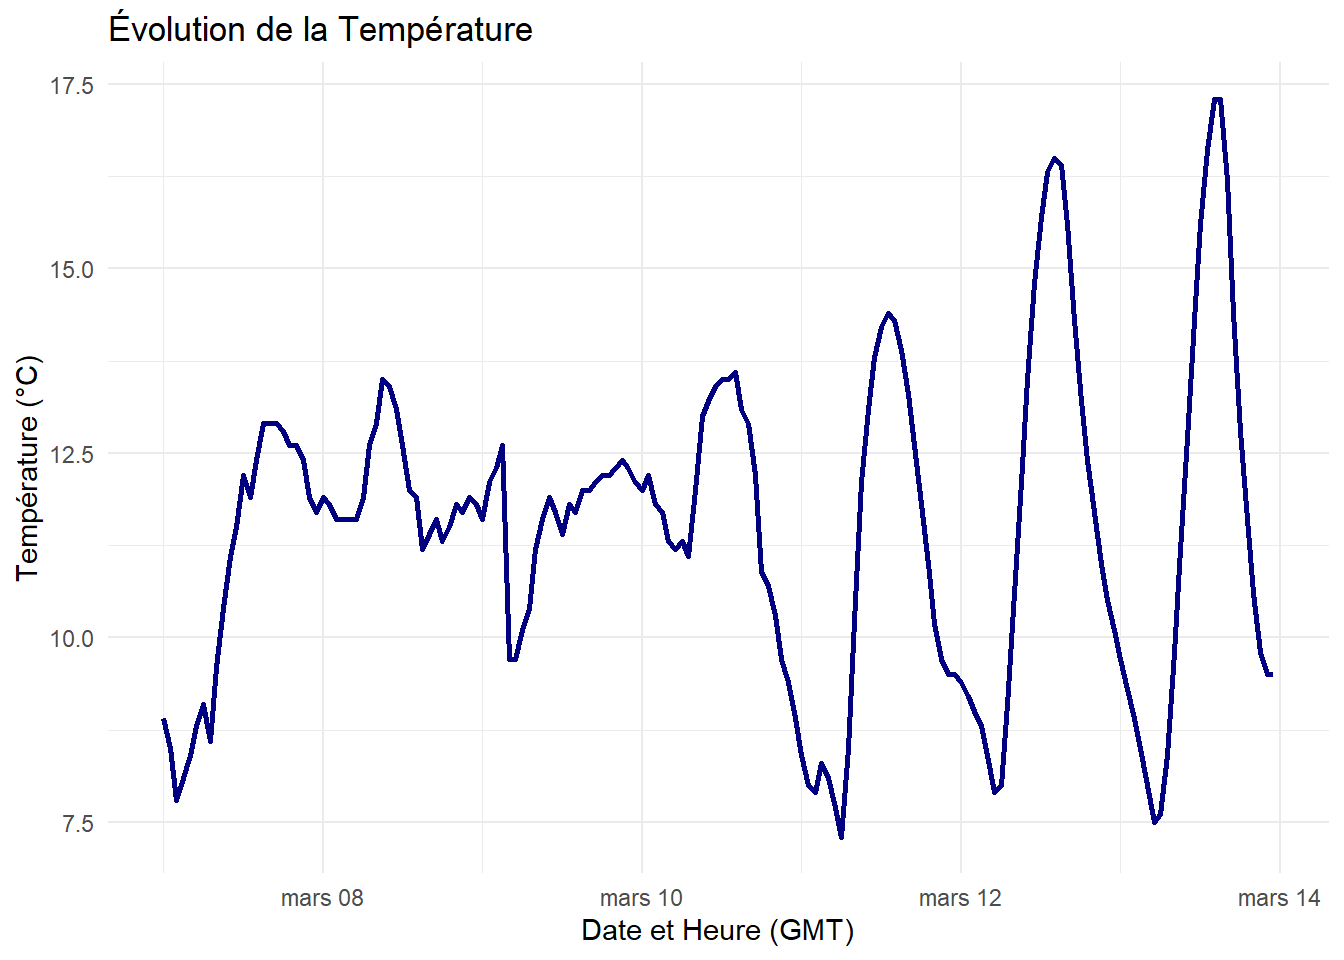 Évolution de la Température
17.5
15.0
12.5
10.0
7.5
Température (°C)
mars 08
mars 10
mars 12
mars 14
Date et Heure (GMT)